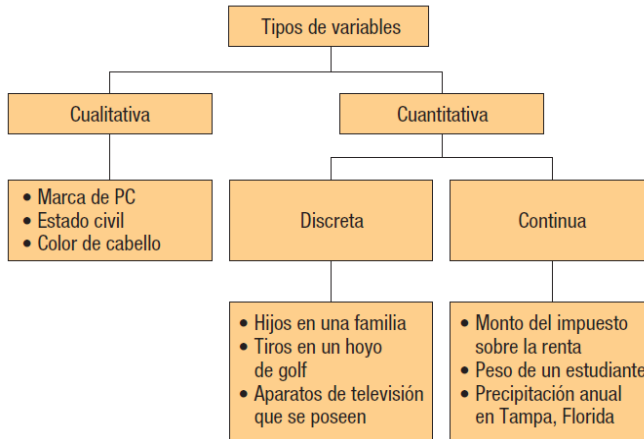 Tipos de variables
Cualitativa
Cuantitativa
• Marca de PC
• Estado civil
• Color de cabello
Discreta
Continua
• Hijos en una familia
• Tiros en un hoyo
de golf
• Aparatos de televisión
que se poseen
• Monto del impuesto
sobre la renta
• Peso de un estudiante
• Precipitación anual
en Tampa, Florida